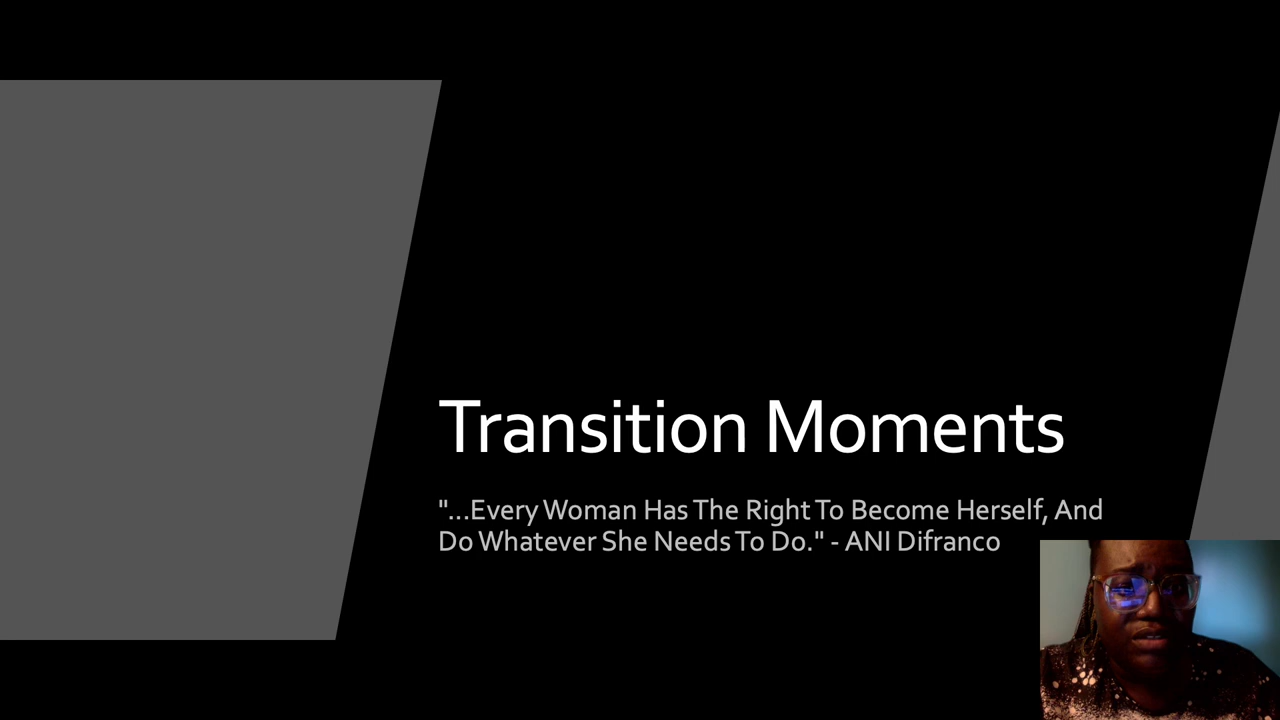 Transition Moments
"...Every Woman Has The Right To Become Herself, And
Do Whatever She Needs To Do." - ANI Difranco